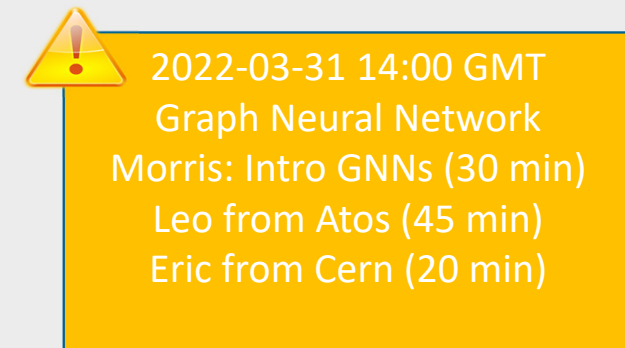 2022-03-31 14:00 GMT
Graph Neural Network
Morris: Intro GNNs (30 min)
Leo from Atos (45 min)
Eric from Cern (20 min)